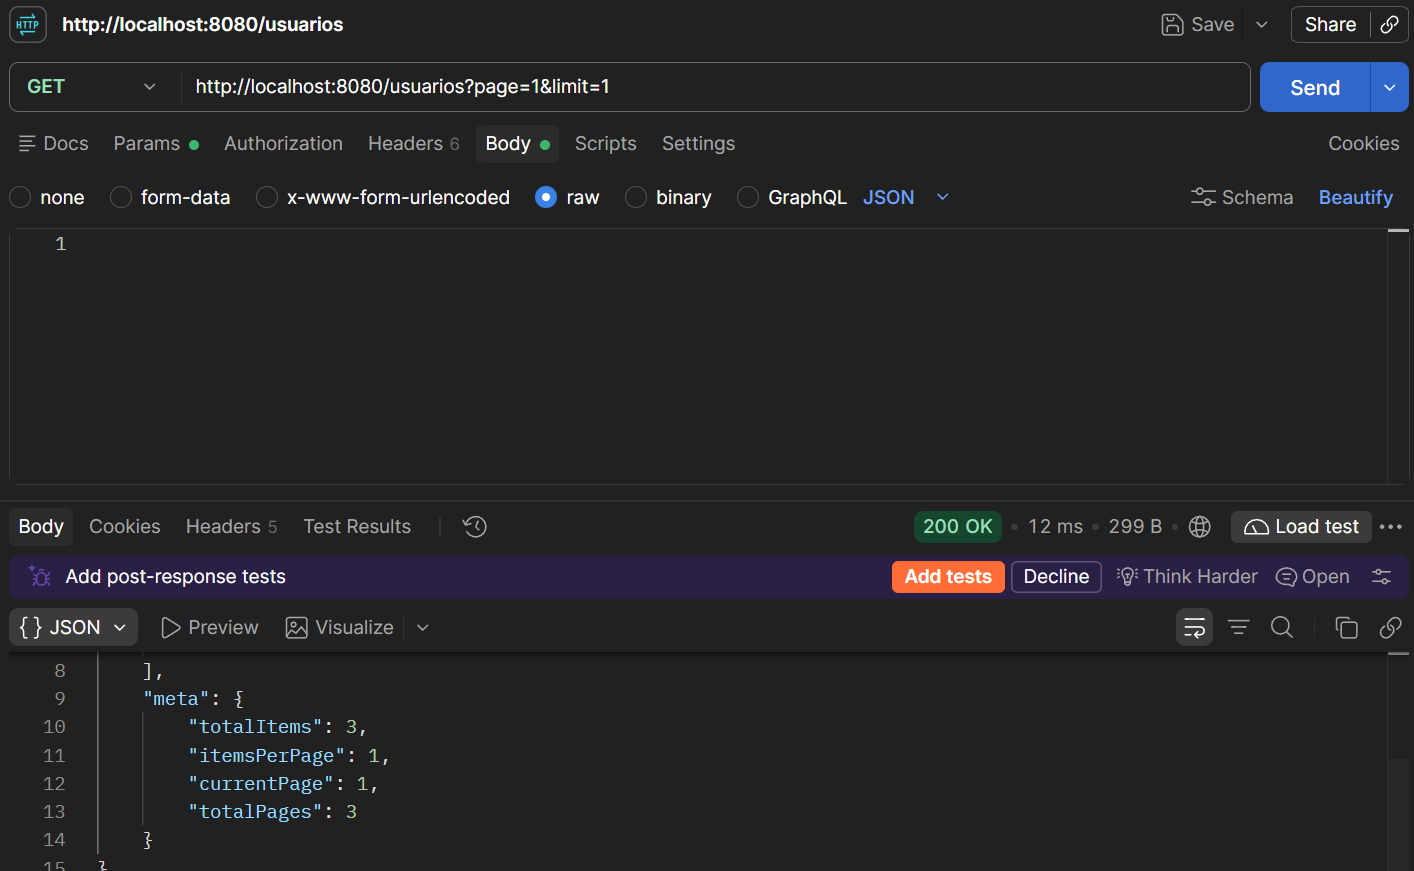 HTTP http://localhost:8080/usuarios Save Share
GET http://localhost:8080/usuarios?page=1&limit=1 Send
Docs Params Authorization Headers 6 Body Scripts Settings Cookies
none form-data x-www-form-urlencoded raw binary GraphQL JSON Schema Beautify
1
Body Cookies Headers 5 Test Results 200 OK 12 ms 299 B Load test
Add post-response tests Add tests Decline Think Harder Open
{} JSON Preview Visualize
8 ],
9 "meta": {
10 "totalItems": 3,
11 "itemsPerPage": 1,
12 "currentPage": 1,
13 "totalPages": 3
14 }
15 }